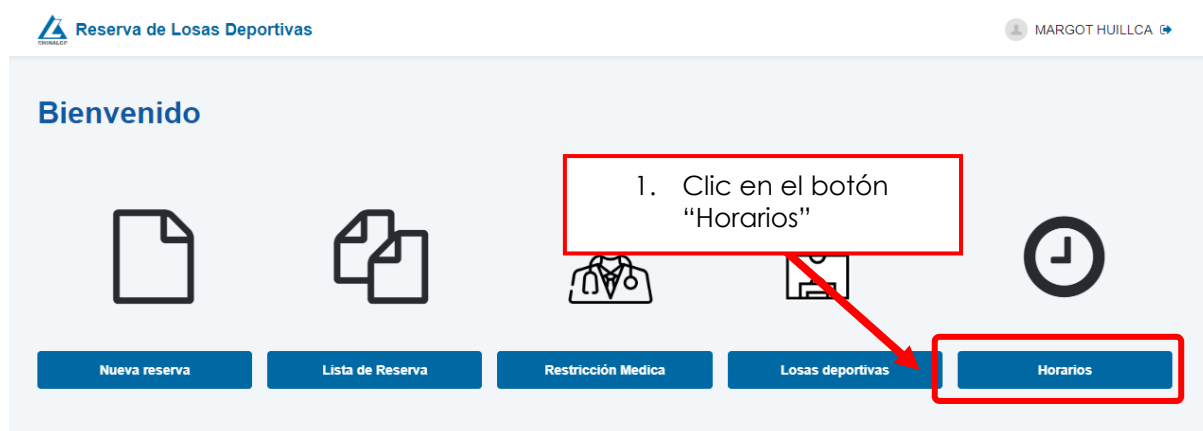 CHINALCO
Reserva de Losas Deportivas
MARGOT HUILLCA
Bienvenido
1. Clic en el botón
“Horarios”
Nueva reserva
Lista de Reserva
Restricción Medica
Losas deportivas
Horarios